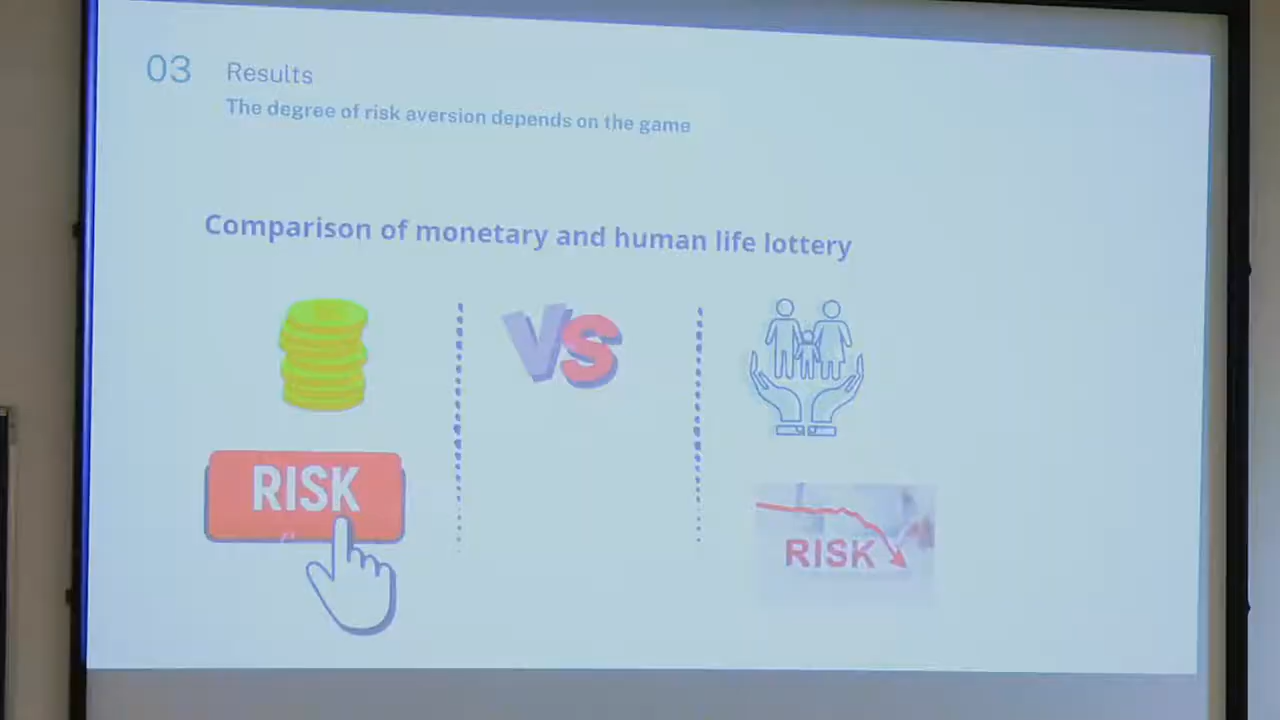 03 Results
The degree of risk aversion depends on the game
Comparison of monetary and human life lottery
VS
RISK
RISK